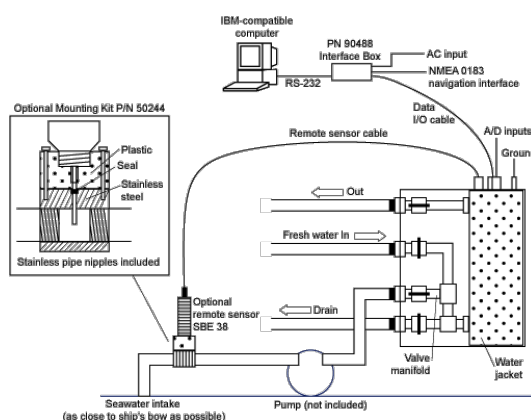 IBM-compatible
computer
PN 90488
Interface Box
AC input
RS-232
NMEA 0183
navigation interface
Data
I/O cable
Optional Mounting Kit P/N 50244
Remote sensor cable
A/D inputs
Ground
Plastic
Seal
Stainless
steel
Out
Fresh water In
Stainless pipe nipples included
Optional
remote sensor
SBE 38
Drain
Valve
manifold
Water
jacket
Seawater intake
(as close to ship's bow as possible)
Pump (not included)